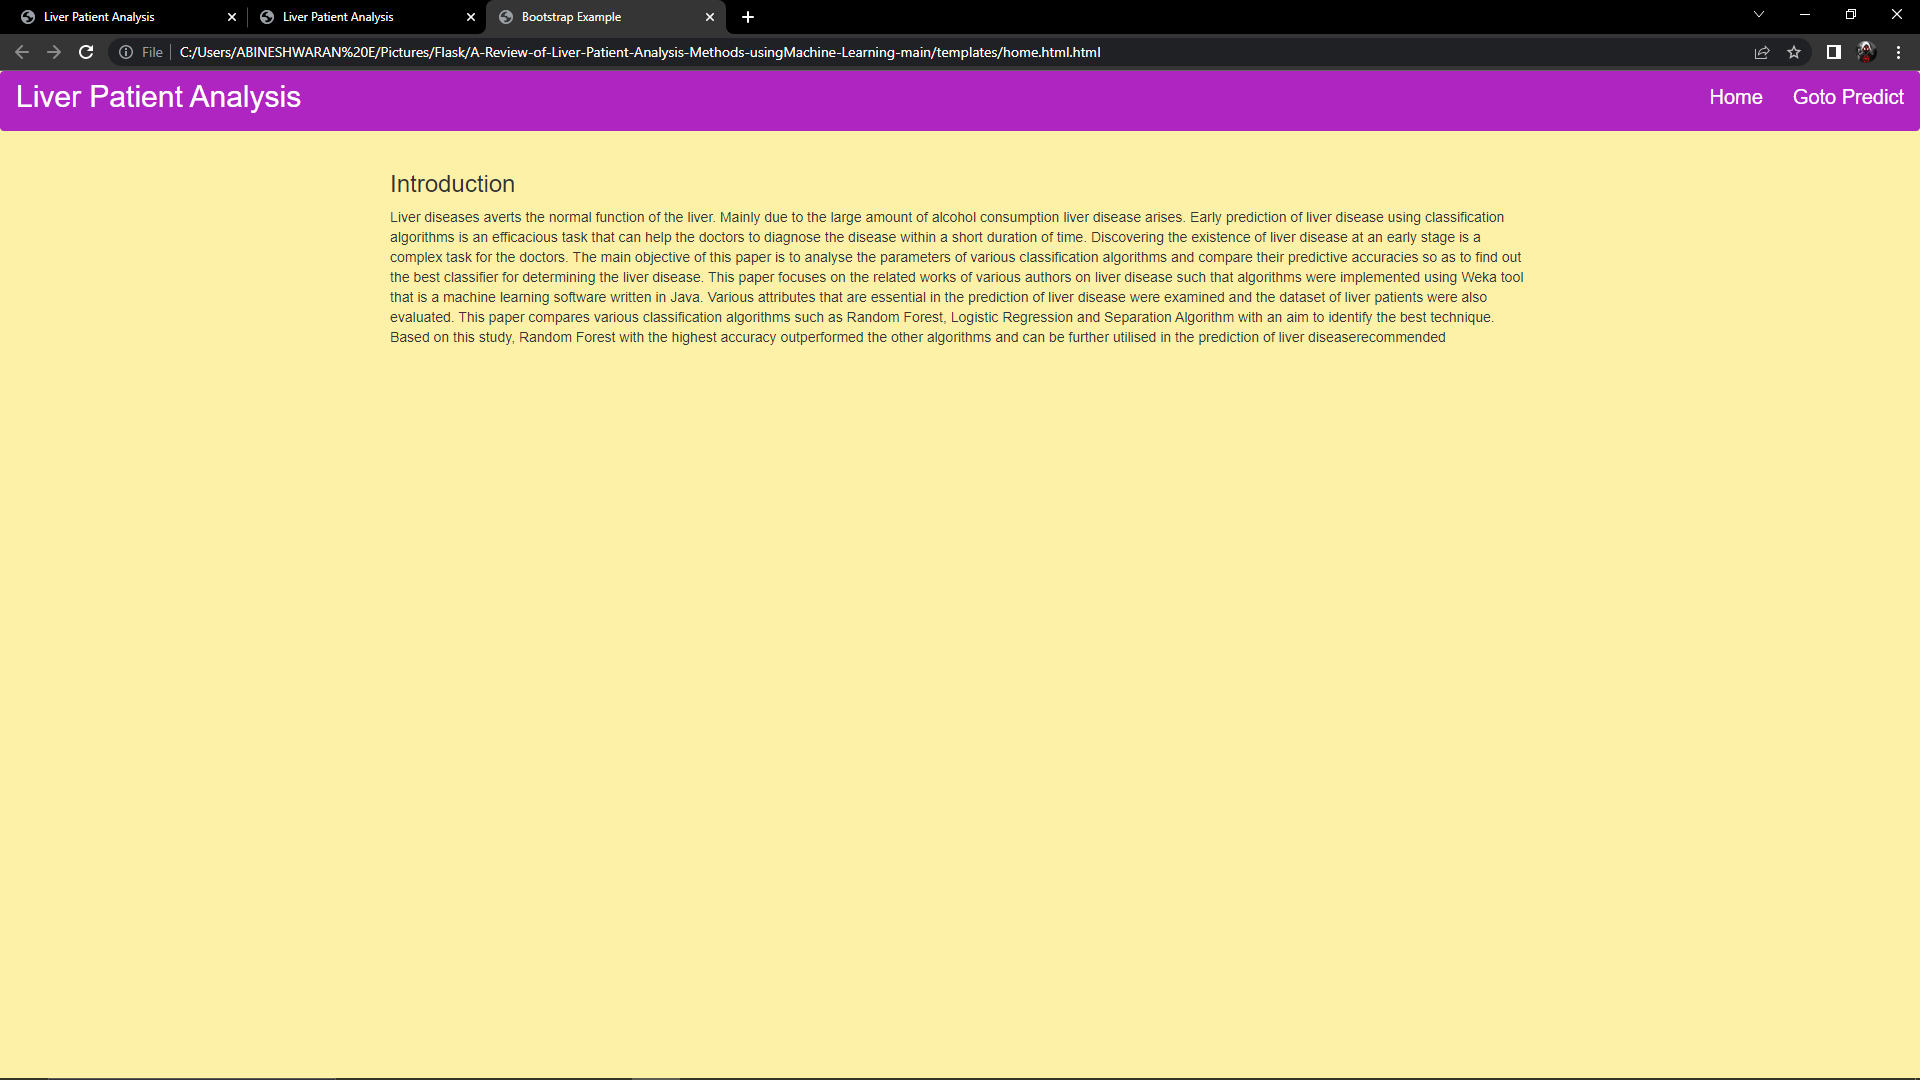 Liver Patient Analysis
Liver Patient Analysis
Bootstrap Example
File
C:/Users/ABINESHWARAN%20E/Pictures/Flask/A-Review-of-Liver-Patient-Analysis-Methods-usingMachine-Learning-main/templates/home.html.html
Liver Patient Analysis
Home
Goto Predict
Introduction
Liver diseases averts the normal function of the liver. Mainly due to the large amount of alcohol consumption liver disease arises. Early prediction of liver disease using classification
algorithms is an efficacious task that can help the doctors to diagnose the disease within a short duration of time. Discovering the existence of liver disease at an early stage is a
complex task for the doctors. The main objective of this paper is to analyse the parameters of various classification algorithms and compare their predictive accuracies so as to find out
the best classifier for determining the liver disease. This paper focuses on the related works of various authors on liver disease such that algorithms were implemented using Weka tool
that is a machine learning software written in Java. Various attributes that are essential in the prediction of liver disease were examined and the dataset of liver patients were also
evaluated. This paper compares various classification algorithms such as Random Forest, Logistic Regression and Separation Algorithm with an aim to identify the best technique.
Based on this study, Random Forest with the highest accuracy outperformed the other algorithms and can be further utilised in the prediction of liver diseaserecommended